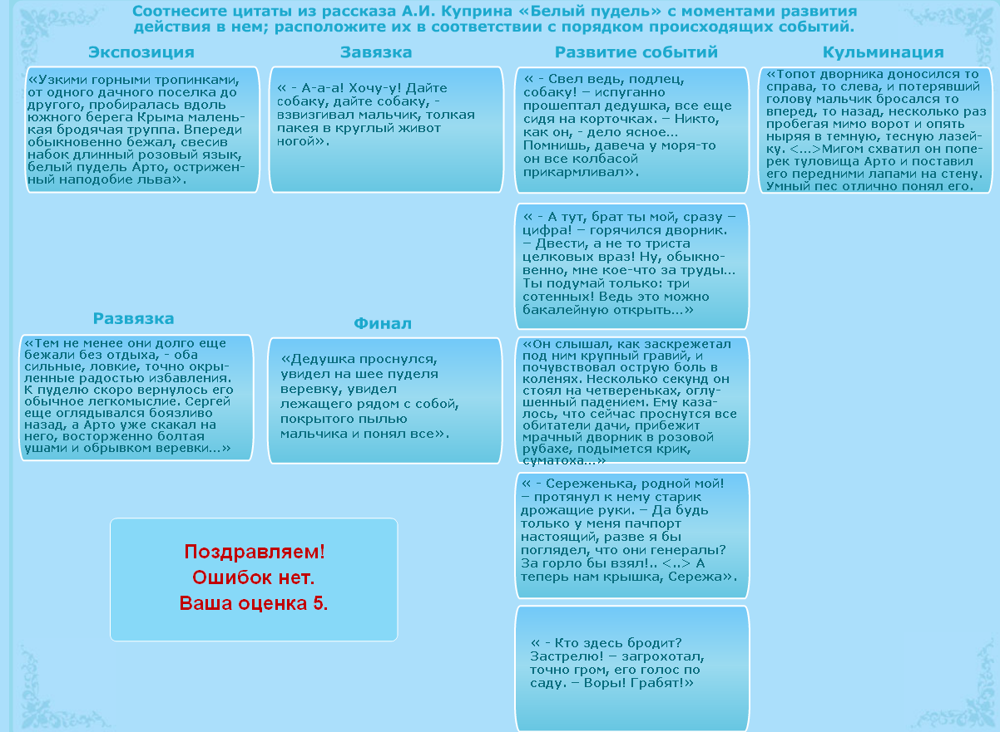 Соотнесите цитаты из рассказа А.И. Куприна «Белый пудель» с моментами развития
действия в нем; расположите их в соответствии с порядком происходящих событий.
Экспозиция
«Узкими горными тропинками,
от одного дачного поселка до
другого, пробиралась вдоль
южного берега Крыма малень-
кая бродячая труппа. Впереди
обыкновенно бежал, свесив
набок длинный розовый язык,
белый пудель Арто, острижен-
ный наподобие льва».
Завязка
« - А-а-а! Хочу-у! Дайте
собаку, дайте собаку, -
взвизгивал мальчик, толкая
лакея в круглый живот
ногой».
Развитие событий
« - Свел ведь, подлец,
собаку! – испуганно
прошептал дедушка, все еще
сидя на корточках. – Никто,
как он, - дело ясное...
Помнишь, давеча у моря-то
он все колбасой
прикармливал».
« - А тут, брат ты мой, сразу –
цифра! – горячился дворник.
– Двести, а не то триста
целковых враз! Ну, обыкно-
венно, мне кое-что за труды...
Ты подумай только: три
сотенных! Ведь это можно
бакалейную открыть...»
«Он слышал, как заскрежетал
под ним крупный гравий, и
почувствовал острую боль в
коленях. Несколько секунд он
стоял на четвереньках, оглу-
шенный падением. Ему каза-
лось, что сейчас проснутся все
обитатели дачи, прибежит
мрачный дворник в розовой
рубахе, подымется крик,
суматоха...»
« - Сереженька, родной мой!
– протянул к нему старик
дрожащие руки. – Да будь
только у меня пачпорт
настоящий, разве я бы
поглядел, что они генералы?
За горло бы взял!.. <..> А
теперь нам крышка, Сережа».
« - Кто здесь бродит?
Застрелю! – загрохотал,
точно гром, его голос по
саду. – Воры! Грабят!»
Кульминация
«Топот дворника доносился то
справа, то слева, и потерявший
голову мальчик бросался то
вперед, то назад, несколько раз
пробегая мимо ворот и опять
ныряя в темную, тесную лазей-
ку. <...>Мигом схватил он попе-
рек туловища Арто и поставил
его передними лапами на стену.
Умный пес отлично понял его.
Развязка
«Тем не менее они долго еще
бежали без отдыха, - оба
сильные, ловкие, точно окры-
ленные радостью избавления.
К пуделю скоро вернулось его
обычное легкомыслие. Сергей
еще оглядывался боязливо
назад, а Арто уже скакал на
него, восторженно болтая
ушами и обрывком веревки...»
Финал
«Дедушка проснулся,
увидел на шее пуделя
веревку, увидел
лежащего рядом с собой,
покрытого пылью
мальчика и понял все».
Поздравляем!
Ошибок нет.
Ваша оценка 5.